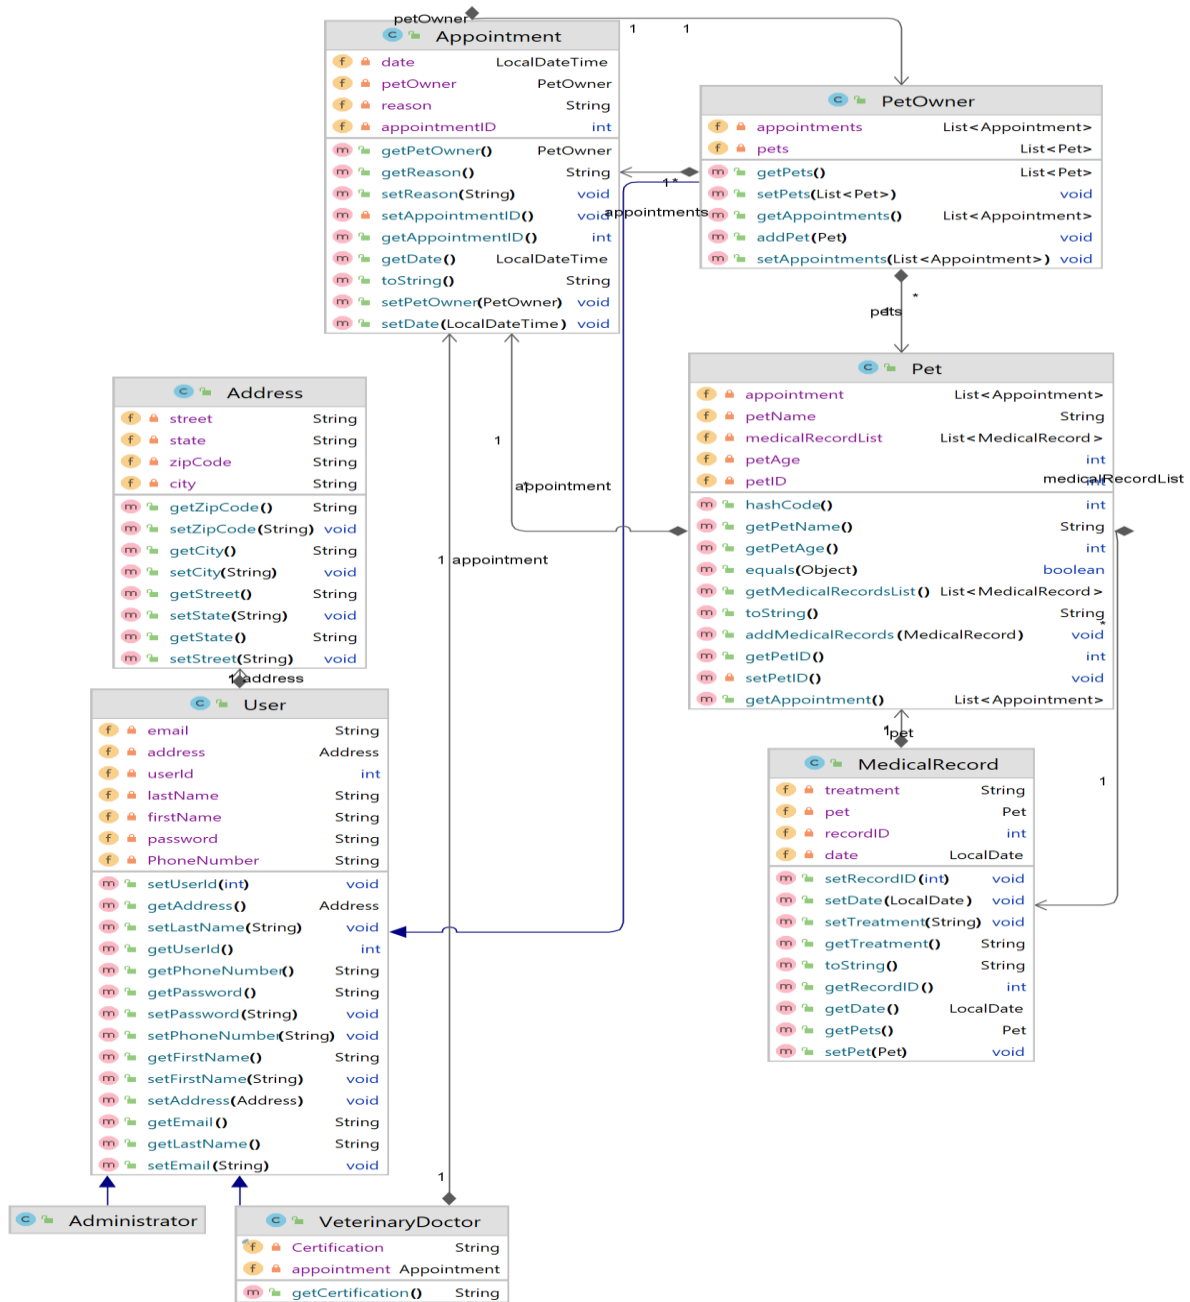 petOwner
1 1
Appointment
date LocalDateTime
petOwner PetOwner
reason String
appointmentID int
getPetOwner() PetOwner
getReason() String
setReason(String) void
setAppointmentID() void
getAppointmentID() int
getDate() LocalDateTime
toString() String
setPetOwner(PetOwner) void
setDate(LocalDateTime) void
PetOwner
appointments List<Appointment>
pets List<Pet>
getPets() List<Pet>
setPets(List<Pet>) void
getAppointments() List<Appointment>
addPet(Pet) void
setAppointments(List<Appointment>) void
1 *
appointments
*
pets
1
Pet
appointment List<Appointment>
petName String
medicalRecordList List<MedicalRecord>
petAge int
petID int
hashCode() int
getPetName() String
getPetAge() int
equals(Object) boolean
getMedicalRecordsList() List<MedicalRecord>
toString() String
addMedicalRecords(MedicalRecord) void
getPetID() int
setPetID() void
getAppointment() List<Appointment>
medicalRecordList
*
1
1
*
appointment
1 appointment
Address
street String
state String
zipCode String
city String
getZipCode() String
setZipCode(String) void
getCity() String
setCity(String) void
getStreet() String
setState(String) void
getState() String
setStreet(String) void
1 address
User
email String
address Address
userId int
lastName String
firstName String
password String
PhoneNumber String
setUserId(int) void
getAddress() Address
setLastName(String) void
getUserId() int
getPhoneNumber() String
getPassword() String
setPassword(String) void
setPhoneNumber(String) void
getFirstName() String
setFirstName(String) void
setAddress(Address) void
getEmail() String
getLastName() String
setEmail(String) void
1 pet
MedicalRecord
treatment String
pet Pet
recordID int
date LocalDate
setRecordID(int) void
setDate(LocalDate) void
setTreatment(String) void
getTreatment() String
toString() String
getRecordID() int
getDate() LocalDate
getPets() Pet
setPet(Pet) void
1
Administrator
VeterinaryDoctor
Certification String
appointment Appointment
getCertification() String